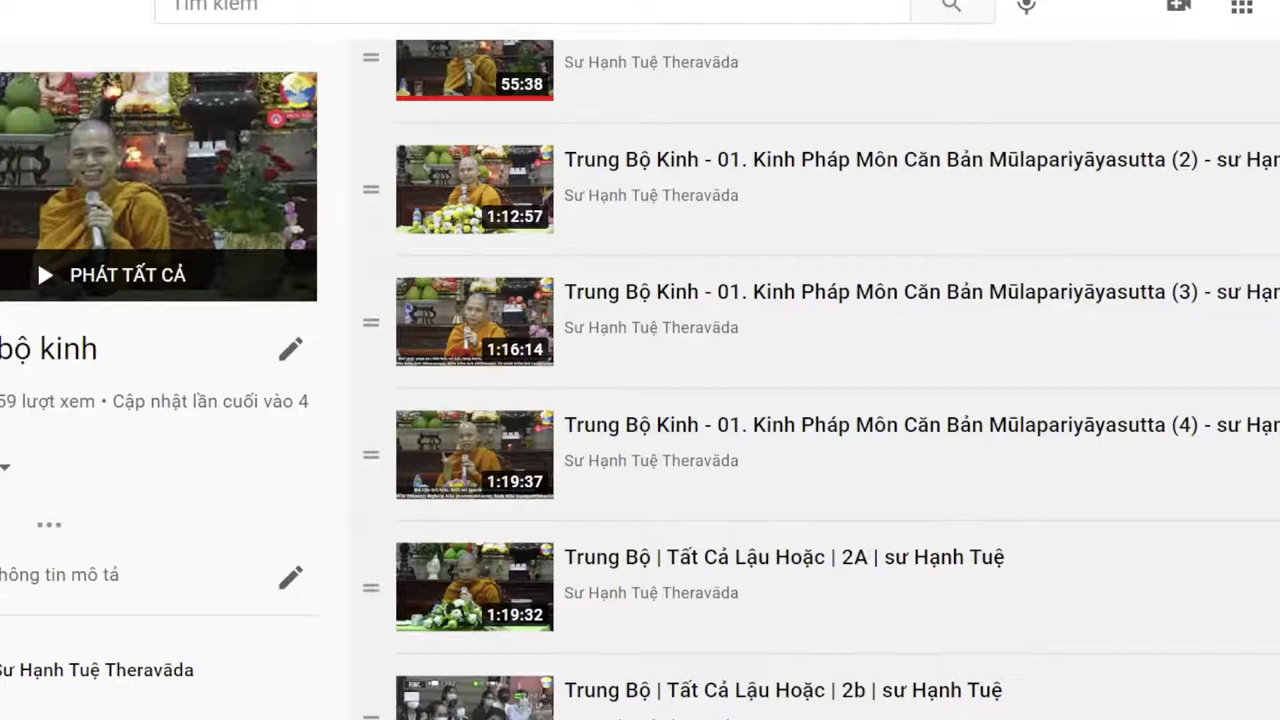 Tìm kiếm
55:38
Sư Hạnh Tuệ Theravāda
Trung Bộ Kinh - 01. Kinh Pháp Môn Căn Bản Mūlapariyāyasutta (2) - sư Hạn
Sư Hạnh Tuệ Theravāda
1:12:57
PHÁT TẤT CẢ
Trung Bộ Kinh - 01. Kinh Pháp Môn Căn Bản Mūlapariyāyasutta (3) - sư Hạn
Sư Hạnh Tuệ Theravāda
1:16:14
bộ kinh
59 lượt xem • Cập nhật lần cuối vào 4
Trung Bộ Kinh - 01. Kinh Pháp Môn Căn Bản Mūlapariyāyasutta (4) - sư Hạn
Sư Hạnh Tuệ Theravāda
1:19:37
Trung Bộ | Tất Cả Lậu Hoặc | 2A | sư Hạnh Tuệ
Sư Hạnh Tuệ Theravāda
1:19:32
hông tin mô tả
Sư Hạnh Tuệ Theravāda
Trung Bộ | Tất Cả Lậu Hoặc | 2b | sư Hạnh Tuệ